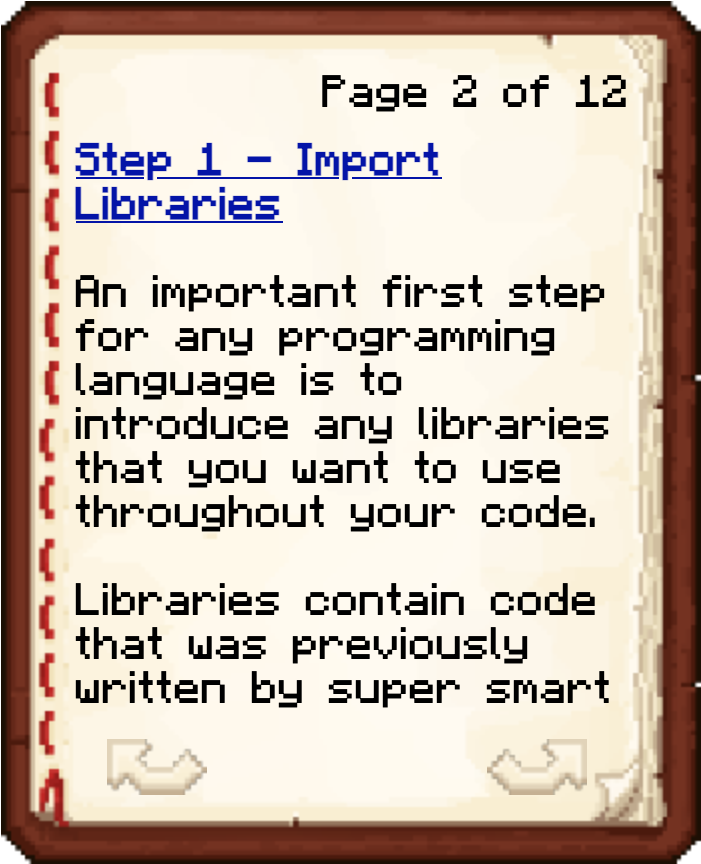 Page 2 of 12
Step 1 - Import
Libraries
An important first step
for any programming
language is to
introduce any libraries
that you want to use
throughout your code.
Libraries contain code
that was previously
written by super smart